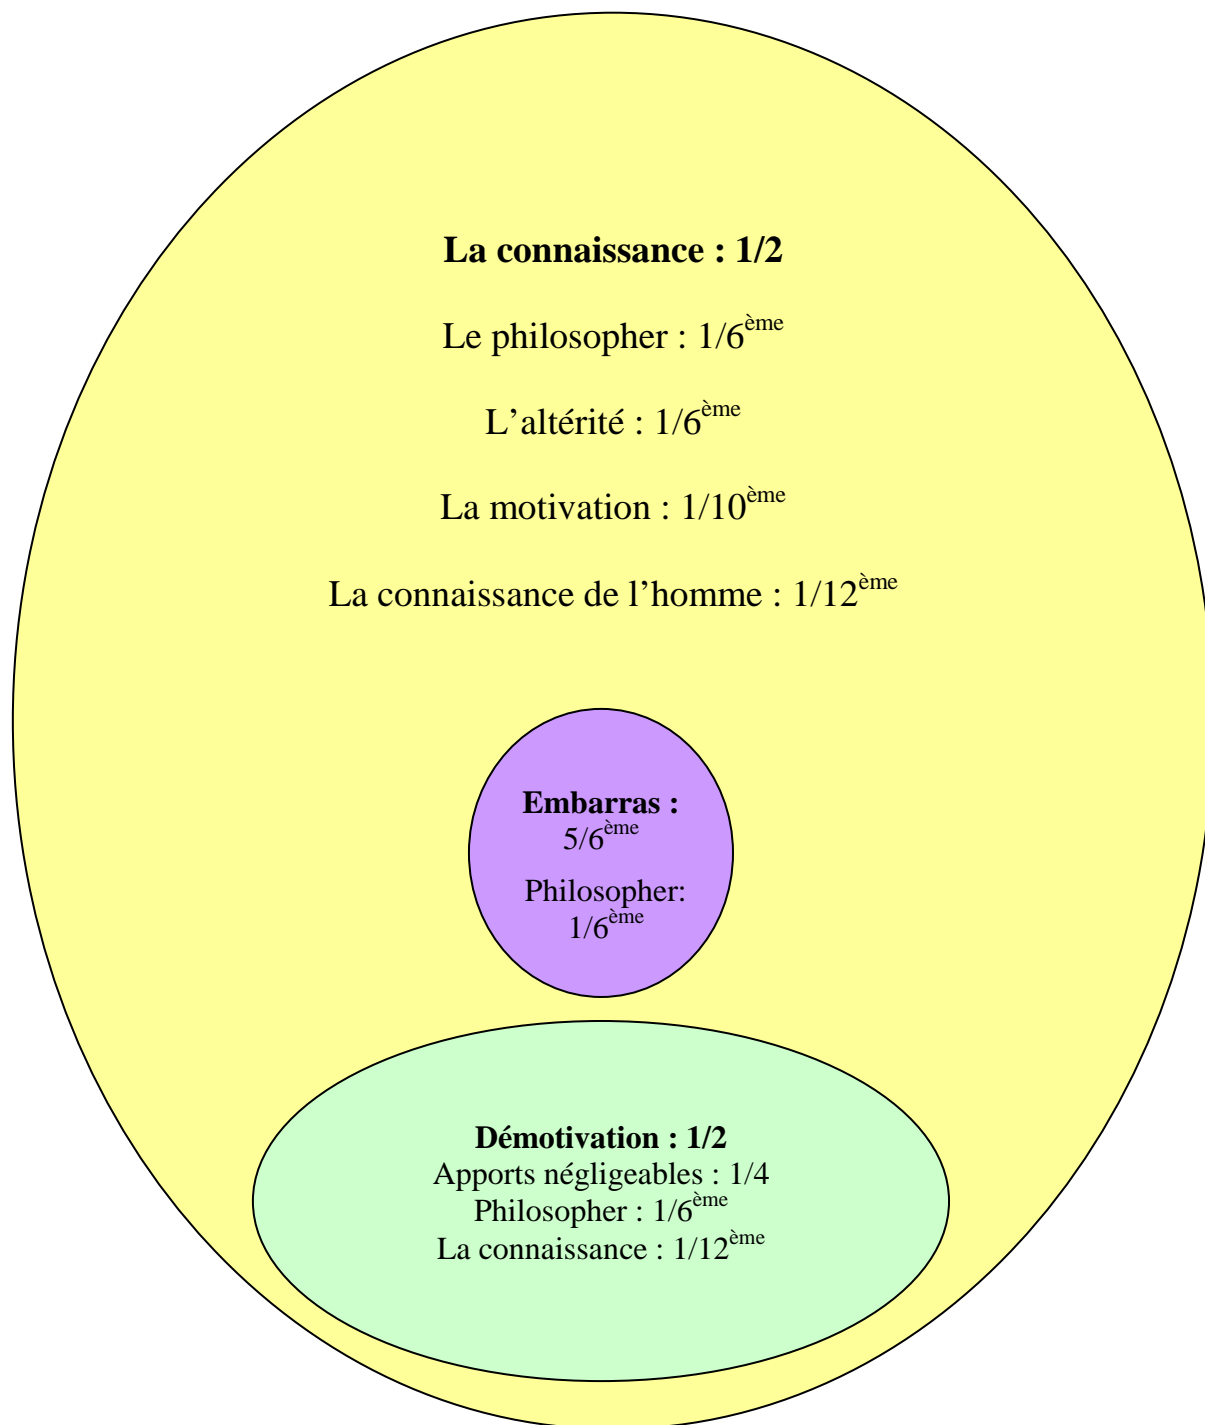 La connaissance : 1/2
Le philosopher : 1/6ème
L’altérité : 1/6ème
La motivation : 1/10ème
La connaissance de l’homme : 1/12ème
Embarras :
5/6ème
Philosopher:
1/6ème
Démotivation : 1/2
Apports négligeables : 1/4
Philosopher : 1/6ème
La connaissance : 1/12ème